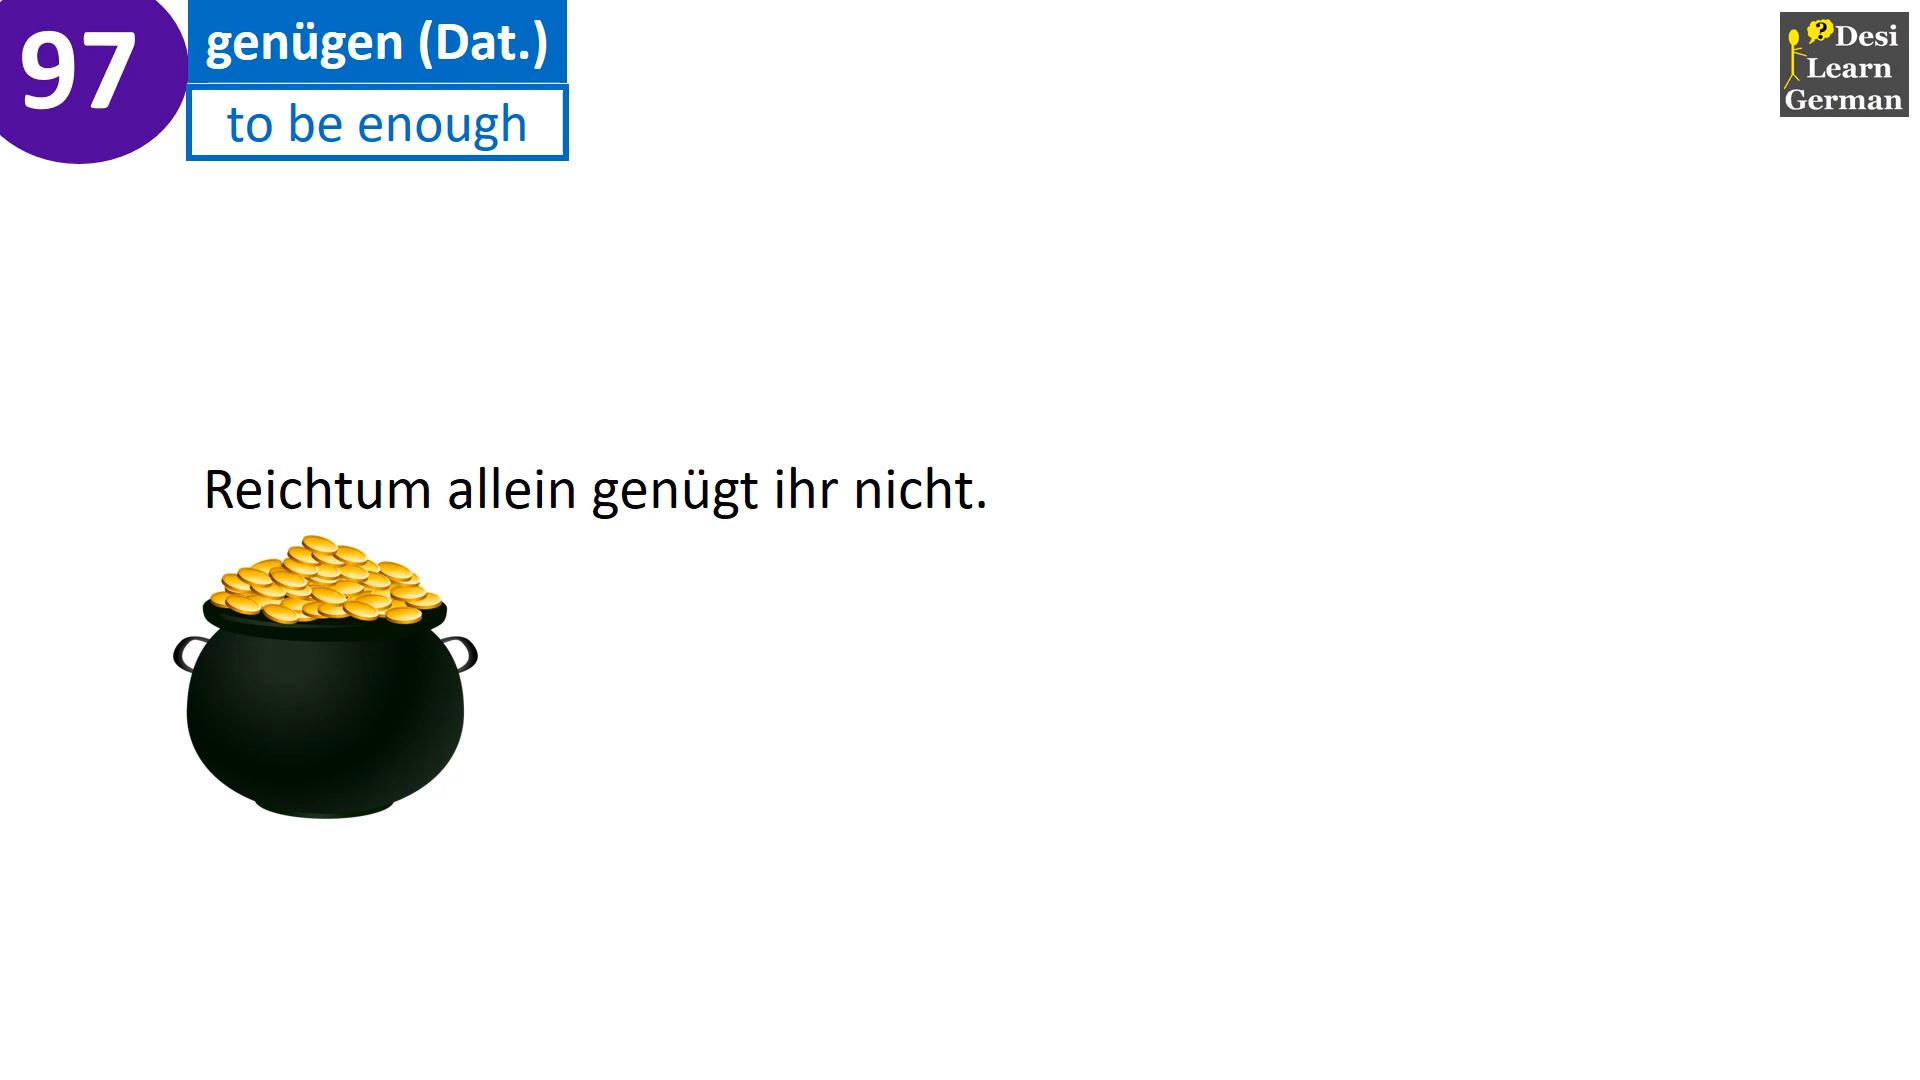 97
genügen (Dat.)
to be enough
? Desi
Learn
German
Reichtum allein genügt ihr nicht.